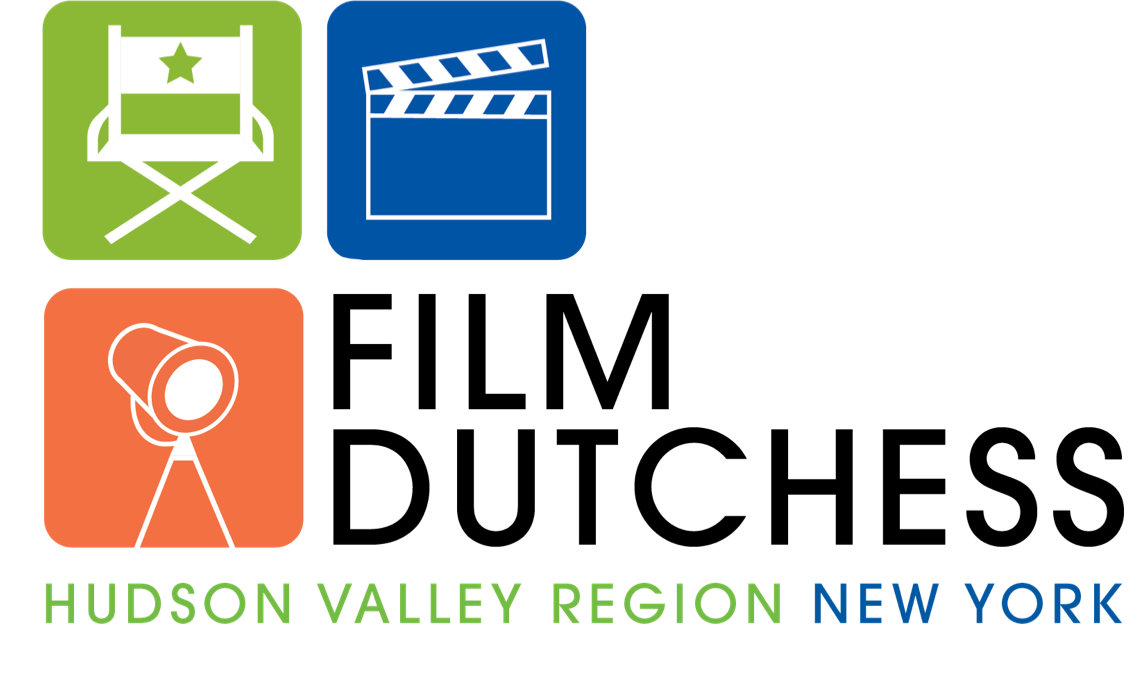 FILM
DUTCHESS
HUDSON VALLEY REGION NEW YORK